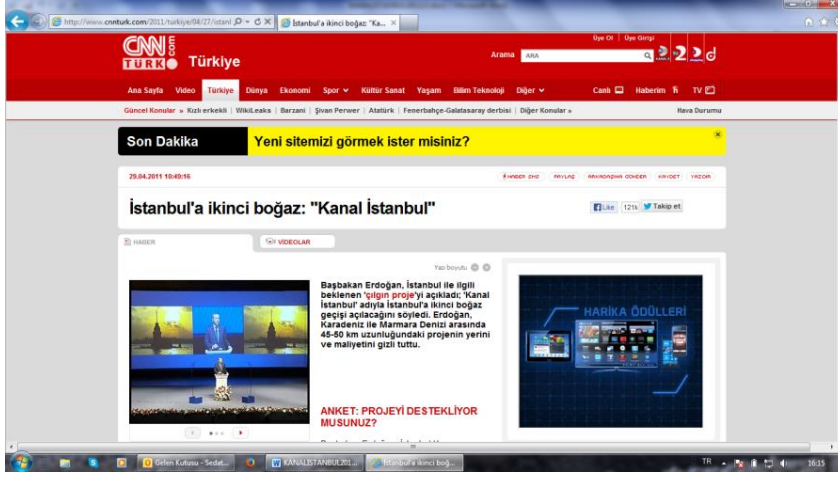 http://www.cnnturk.com/2011/turkiye/04/27/istanl
İstanbul'a ikinci boğaz: "Ka...
CNN
TÜRK
Türkiye
Üye Ol
Üye Girişi
Arama
ARA
Ana Sayfa Video Türkiye Dünya Ekonomi Spor Kültür Sanat Yaşam Bilim Teknoloji Diğer Canlı Haberim TV
Güncel Konular » Kızlı erkekli | WikiLeaks | Barzani | Şivan Perwer | Atatürk | Fenerbahçe-Galatasaray derbisi | Diğer Konular » Hava Durumu
Son Dakika
Yeni sitemizi görmek ister misiniz?
29.04.2011 10:49:16
PAYLAŞ
ARKADAŞINA GÖNDER
KAYDET
YAZDIR
İstanbul'a ikinci boğaz: "Kanal İstanbul"
Like
Takip et
HABER
VİDEOLAR
Yazı boyutu
Başbakan Erdoğan, İstanbul ile ilgili
beklenen 'çılgın proje'yi açıkladı; 'Kanal
İstanbul' adıyla İstanbul'a ikinci boğaz
geçişi açılacağını söyledi. Erdoğan,
Karadeniz ile Marmara Denizi arasında
45-50 km uzunluğundaki projenin yerini
ve maliyetini gizli tuttu.
ANKET: PROJEYİ DESTEKLİYOR
MUSUNUZ?
HARİKA ÖDÜLLERİ
Gelen Kutusu - Sedat...
KANALISTANBUL201...
İstanbul'a ikinci boğ...
TR
16:15